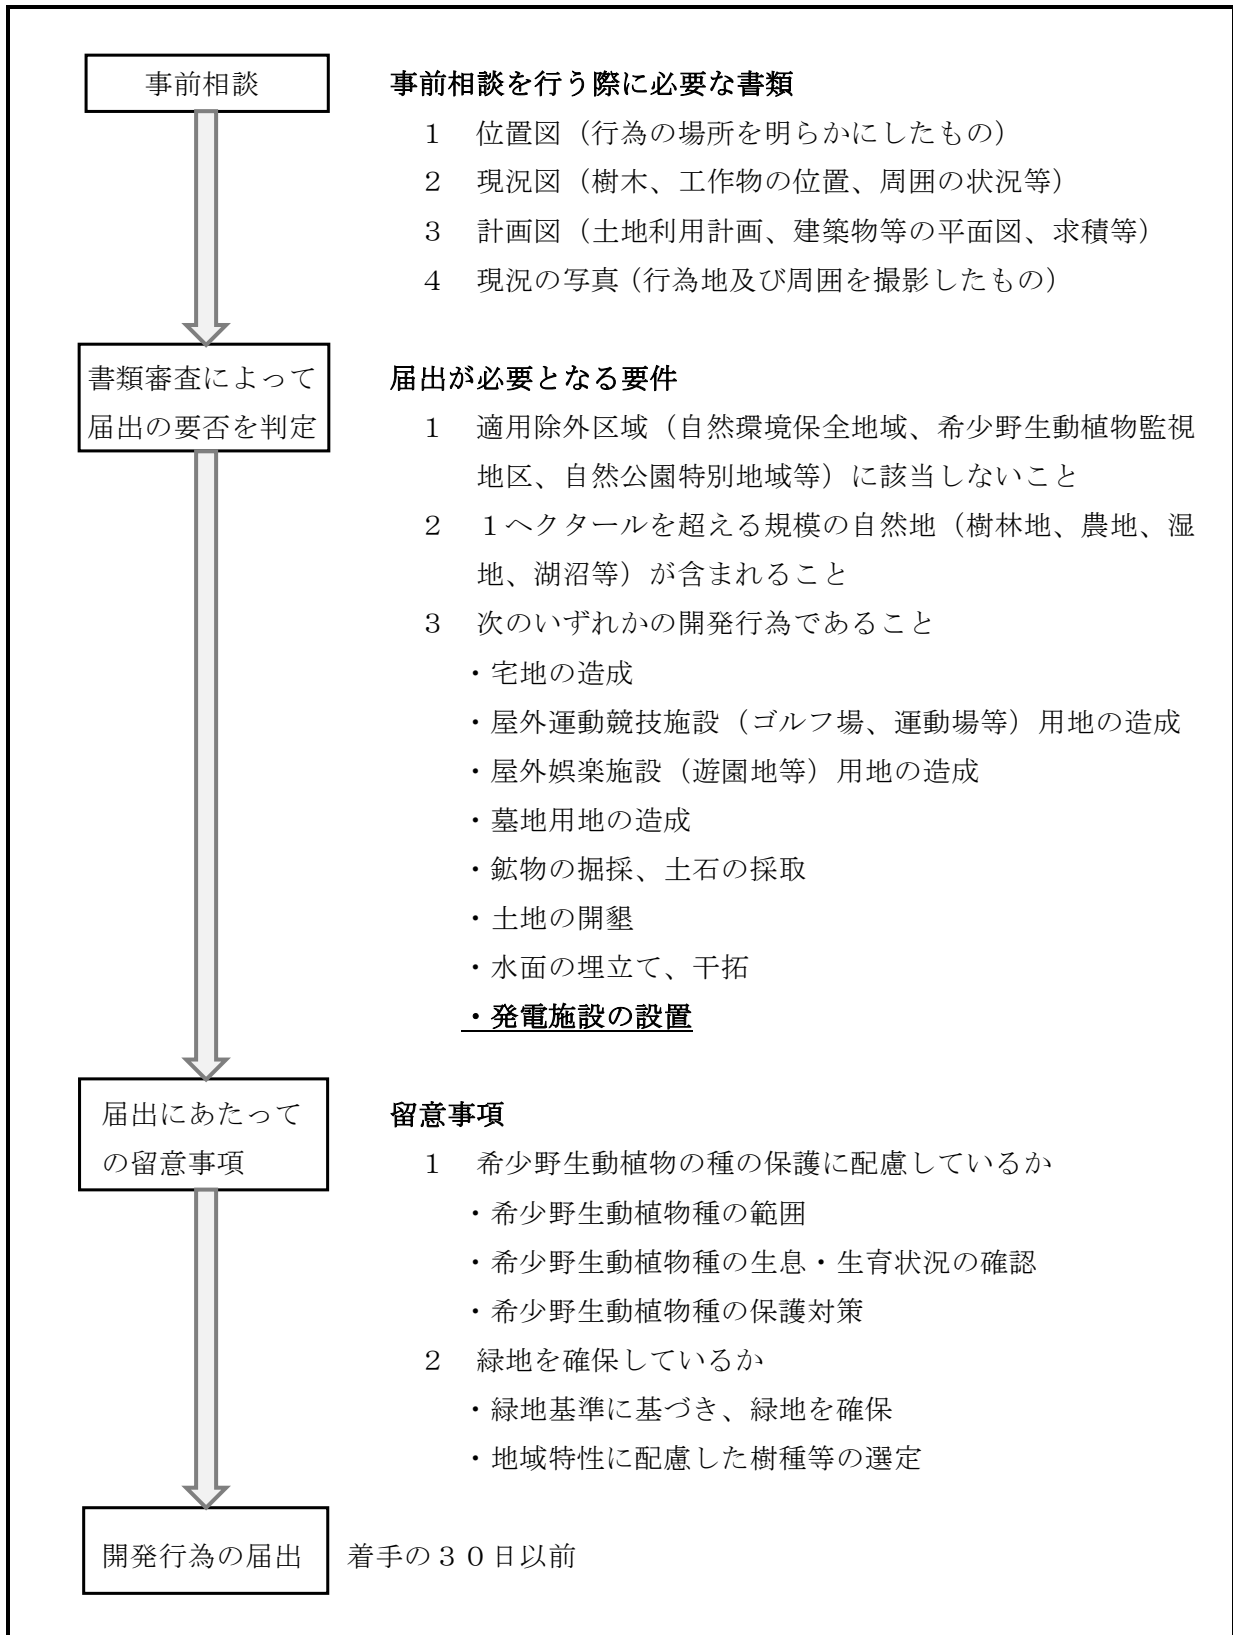 事前相談
事前相談を行う際に必要な書類
１　位置図（行為の場所を明らかにしたもの）
２　現況図（樹木、工作物の位置、周囲の状況等）
３　計画図（土地利用計画、建築物等の平面図、求積等）
４　現況の写真（行為地及び周囲を撮影したもの）
書類審査によって
届出の要否を判定
届出が必要となる要件
１　適用除外区域（自然環境保全地域、希少野生動植物監視
地区、自然公園特別地域等）に該当しないこと
２　１ヘクタールを超える規模の自然地（樹林地、農地、湿
地、湖沼等）が含まれること
３　次のいずれかの開発行為であること
・宅地の造成
・屋外運動競技施設（ゴルフ場、運動場等）用地の造成
・屋外娯楽施設（遊園地等）用地の造成
・墓地用地の造成
・鉱物の掘採、土石の採取
・土地の開墾
・水面の埋立て、干拓
・発電施設の設置
届出にあたって
の留意事項
留意事項
１　希少野生動植物の種の保護に配慮しているか
・希少野生動植物種の範囲
・希少野生動植物種の生息・生育状況の確認
・希少野生動植物種の保護対策
２　緑地を確保しているか
・緑地基準に基づき、緑地を確保
・地域特性に配慮した樹種等の選定
開発行為の届出
着手の３０日以前